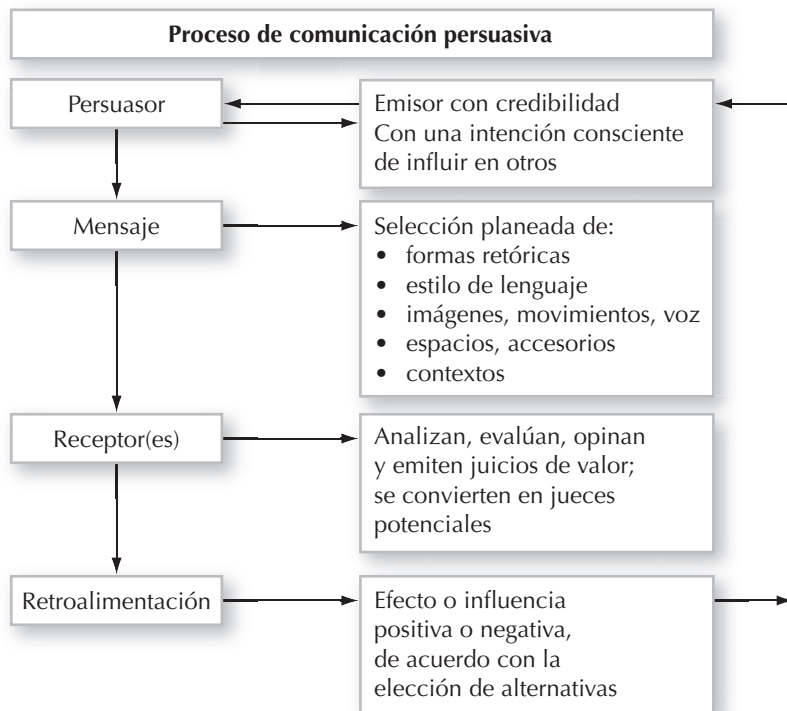 Proceso de comunicación persuasiva
Persuasor
Emisor con credibilidad
Con una intención consciente
de influir en otros
Mensaje
Selección planeada de:
• formas retóricas
• estilo de lenguaje
• imágenes, movimientos, voz
• espacios, accesorios
• contextos
Receptor(es)
Analizan, evalúan, opinan
y emiten juicios de valor;
se convierten en jueces
potenciales
Retroalimentación
Efecto o influencia
positiva o negativa,
de acuerdo con la
elección de alternativas